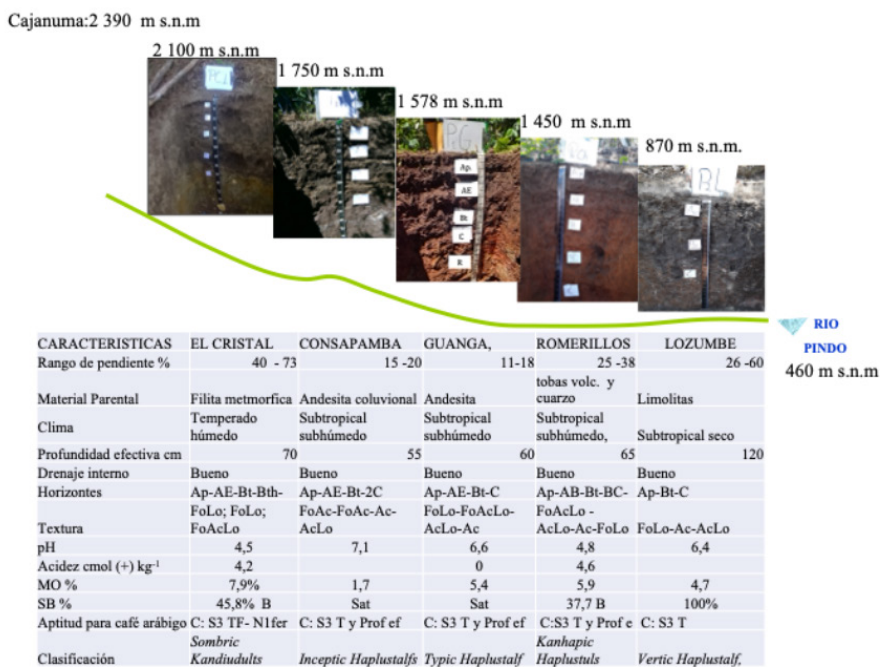 Cajanuma:2 390 m s.n.m
2 100 m s.n.m
1 750 m s.n.m
1 578 m s.n.m
1 450 m s.n.m
870 m s.n.m.
P.G.
Ap
AE
Bt
C
R
RIO
PINDO
460 m s.n.m
CARACTERISTICAS EL CRISTAL CONSAPAMBA GUANGA, ROMERILLOS LOZUMBE
Rango de pendiente % 40 - 73 15 -20 11-18 25 -38 26 -60
tobas volc. y
Material Parental Filita metmorfica Andesita coluvional Andesita cuarzo Limolitas
Temperado Subtropical Subtropical Subtropical
Clima húmedo subhúmedo subhúmedo subhúmedo, Subtropical seco
Profundidad efectiva cm 70 55 60 65 120
Drenaje interno Bueno Bueno Bueno Bueno Bueno
Horizontes Ap-AE-Bt-Bth- Ap-AE-Bt-2C Ap-AE-Bt-C Ap-AB-Bt-BC- Ap-Bt-C
FoLo; FoLo; FoAc-FoAc-Ac- FoLo-FoAcLo- FoAcLo -
Textura FoAcLo AcLo AcLo-Ac AcLo-Ac-FoLo FoLo-Ac-AcLo
pH 4,5 7,1 6,6 4,8 6,4
Acidez cmol (+) kg⁻¹ 4,2 0 4,6
MO % 7,9% 1,7 5,4 5,9 4,7
SB % 45,8% B Sat Sat 37,7 B 100%
Aptitud para café arábigo C: S3 TF- N1fer C: S3 T y Prof ef C: S3 T y Prof ef C:S3 T y Prof e C: S3 T
Sombric Kanhapic
Clasificación Kandiudults Inceptic Haplustalfs Typic Haplustalf Haplustuls Vertic Haplustalf,